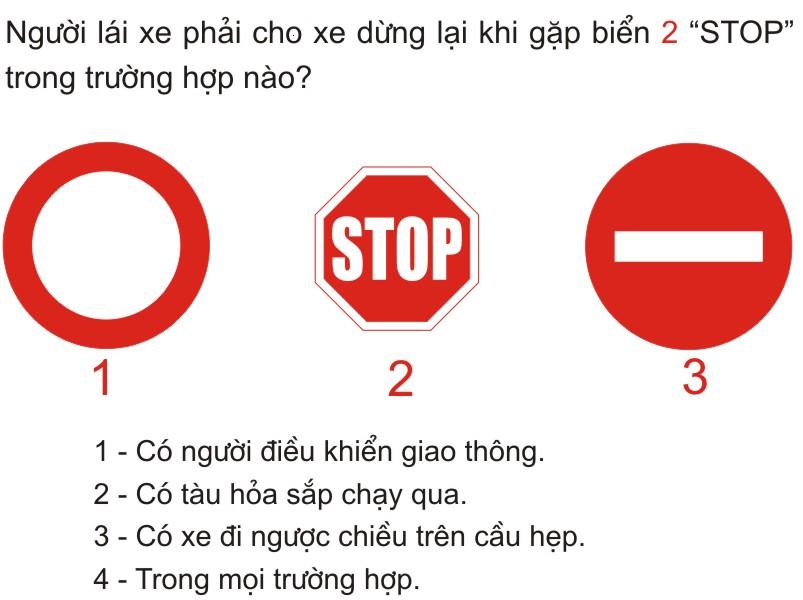 Người lái xe phải cho xe dừng lại khi gặp biển 2 “STOP”
trong trường hợp nào?
STOP
1 2 3
1 - Có người điều khiển giao thông.
2 - Có tàu hỏa sắp chạy qua.
3 - Có xe đi ngược chiều trên cầu hẹp.
4 - Trong mọi trường hợp.